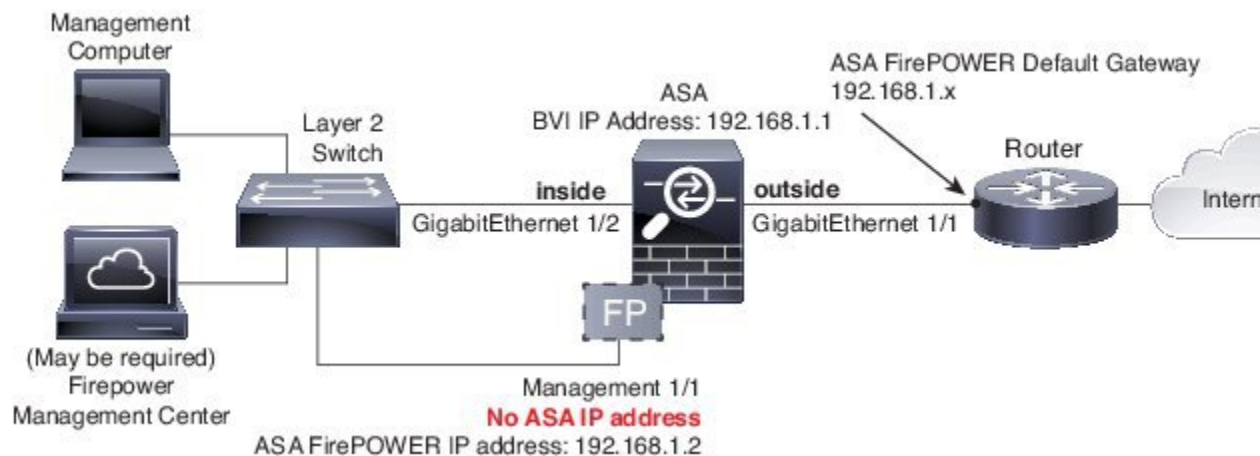 Management
Computer
Layer 2
Switch
ASA
BVI IP Address: 192.168.1.1
ASA FirePOWER Default Gateway
192.168.1.x
Router
inside
GigabitEthernet 1/2
outside
GigabitEthernet 1/1
Intern
FP
(May be required)
Firepower
Management Center
Management 1/1
No ASA IP address
ASA FirePOWER IP address: 192.168.1.2